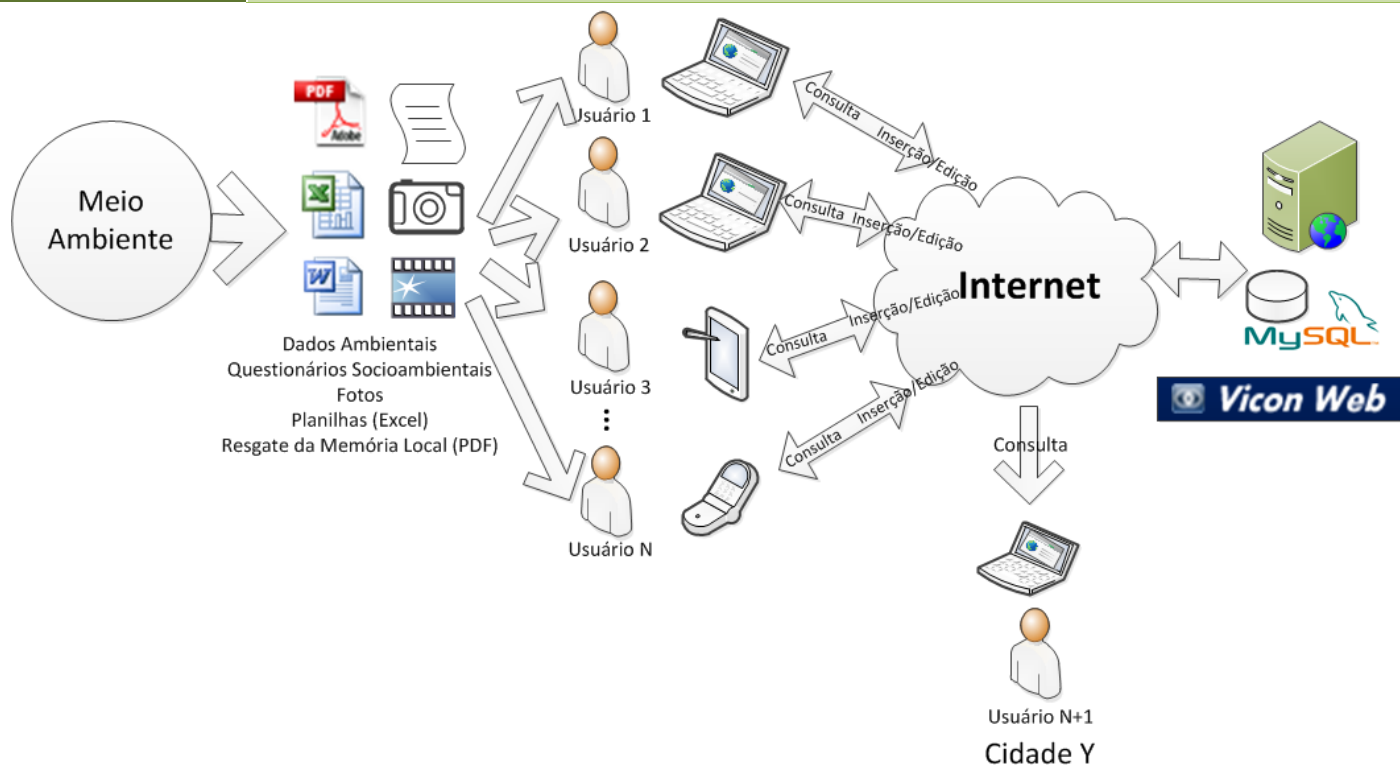 Meio
Ambiente
PDF
Adobe
Dados Ambientais
Questionários Socioambientais
Fotos
Planilhas (Excel)
Resgate da Memória Local (PDF)
Usuário 1
Usuário 2
Usuário 3
⋮
Usuário N
Consulta Inserção/Edição
Consulta Inserção/Edição
Consulta Inserção/Edição
Consulta Inserção/Edição
Internet
MySQL
Vicon Web
Consulta
Usuário N+1
Cidade Y